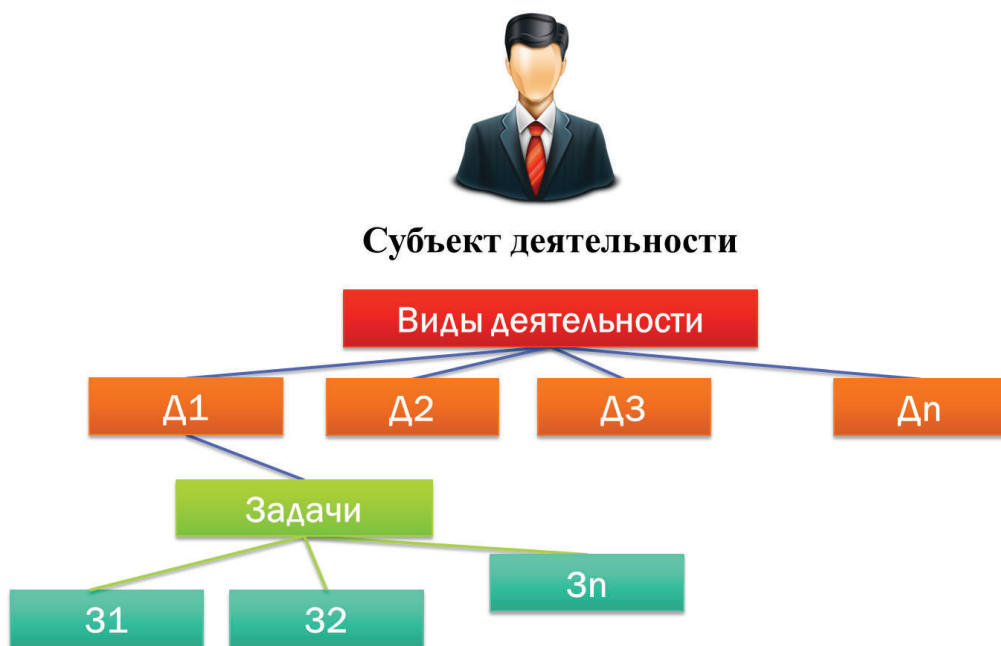 Субъект деятельности
Виды деятельности
Д1
Д2
Д3
Дn
Задачи
З1
З2
Зn